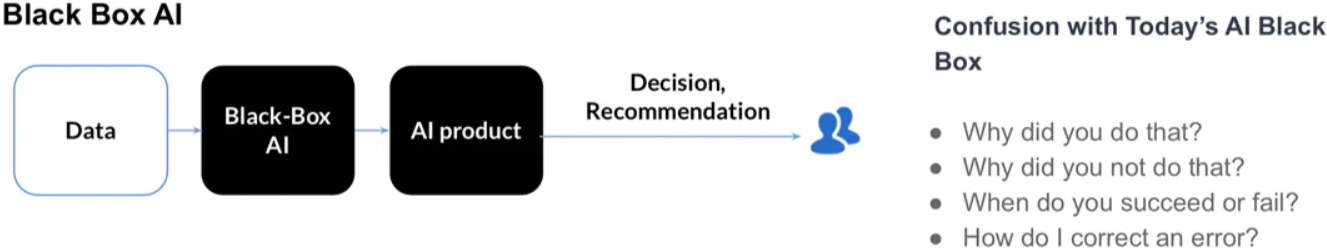 Black Box AI
Data
Black-Box
AI
AI product
Decision,
Recommendation
Confusion with Today's AI Black
Box
● Why did you do that?
● Why did you not do that?
● When do you succeed or fail?
● How do I correct an error?